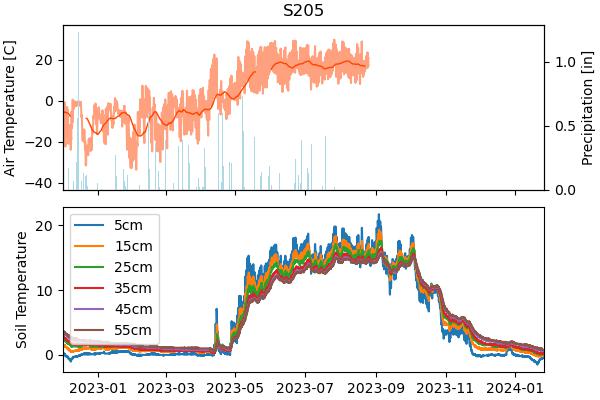 S205
Air Temperature [C]
20
0
−20
−40
Precipitation [in]
1.0
0.5
0.0
Soil Temperature
20
10
0
5cm
15cm
25cm
35cm
45cm
55cm
2023-01 2023-03 2023-05 2023-07 2023-09 2023-11 2024-01